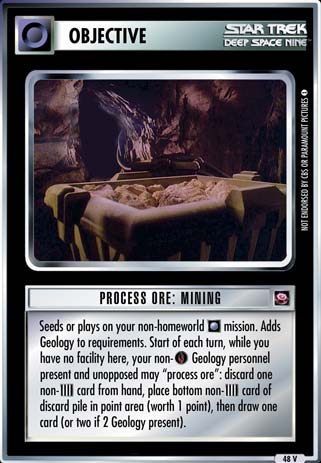 OBJECTIVE
STAR TREK
DEEP SPACE NINE
NOT ENDORSED BY CBS OR PARAMOUNT PICTURES
PROCESS ORE: MINING
Seeds or plays on your non-homeworld mission. Adds
Geology to requirements. Start of each turn, while you
have no facility here, your non- Geology personnel
present and unopposed may "process ore": discard one
non- card from hand, place bottom non- card of
discard pile in point area (worth 1 point), then draw one
card (or two if 2 Geology present).
48 V